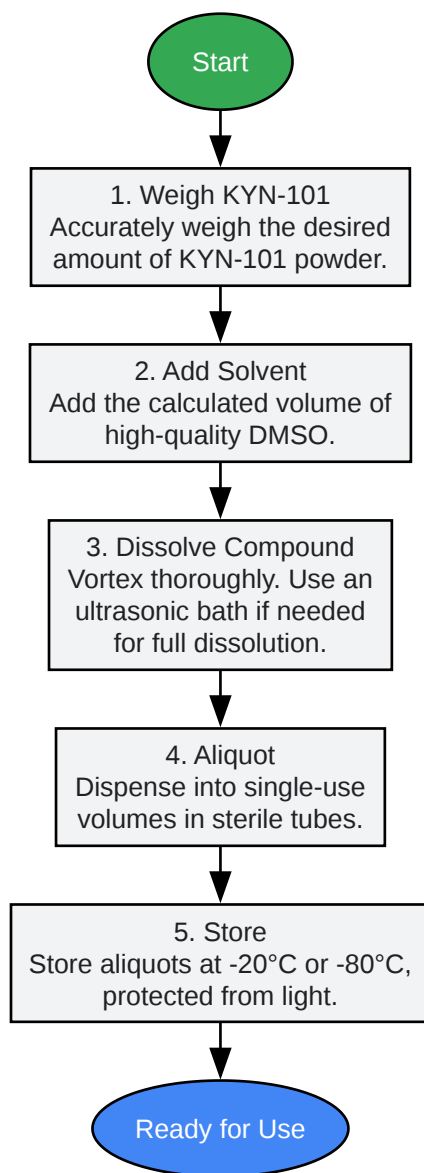 Start
1. Weigh KYN-101
Accurately weigh the desired
amount of KYN-101 powder.
2. Add Solvent
Add the calculated volume of
high-quality DMSO.
3. Dissolve Compound
Vortex thoroughly. Use an
ultrasonic bath if needed
for full dissolution.
4. Aliquot
Dispense into single-use
volumes in sterile tubes.
5. Store
Store aliquots at -20°C or -80°C,
protected from light.
Ready for Use